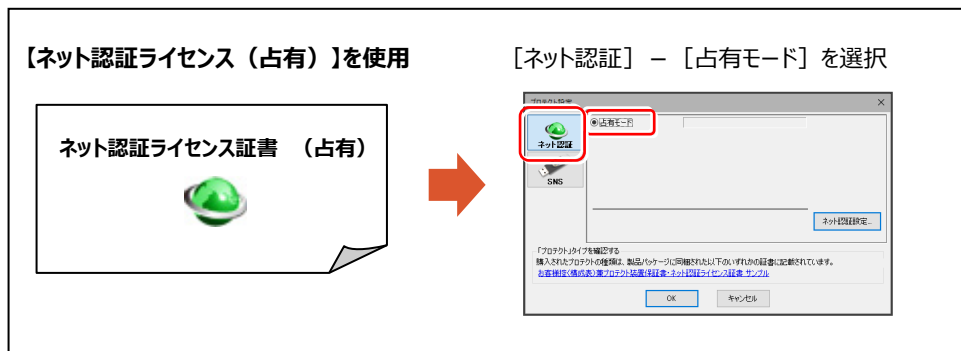 【ネット認証ライセンス（占有）】を使用
［ネット認証］ － ［占有モード］ を選択
ネット認証ライセンス証書 （占有）
プロテクト設定
ネット認証
占有モード
SNS
ネット認証設定...
「プロテクト」タイプを確認する
購入されたプロテクトの種類は、製品パッケージに同梱された以下のいずれかの証書に記載されています。
お客様控(構成表)兼プロテクト装置保証書・ネット認証ライセンス証書 サンプル
OK
キャンセル